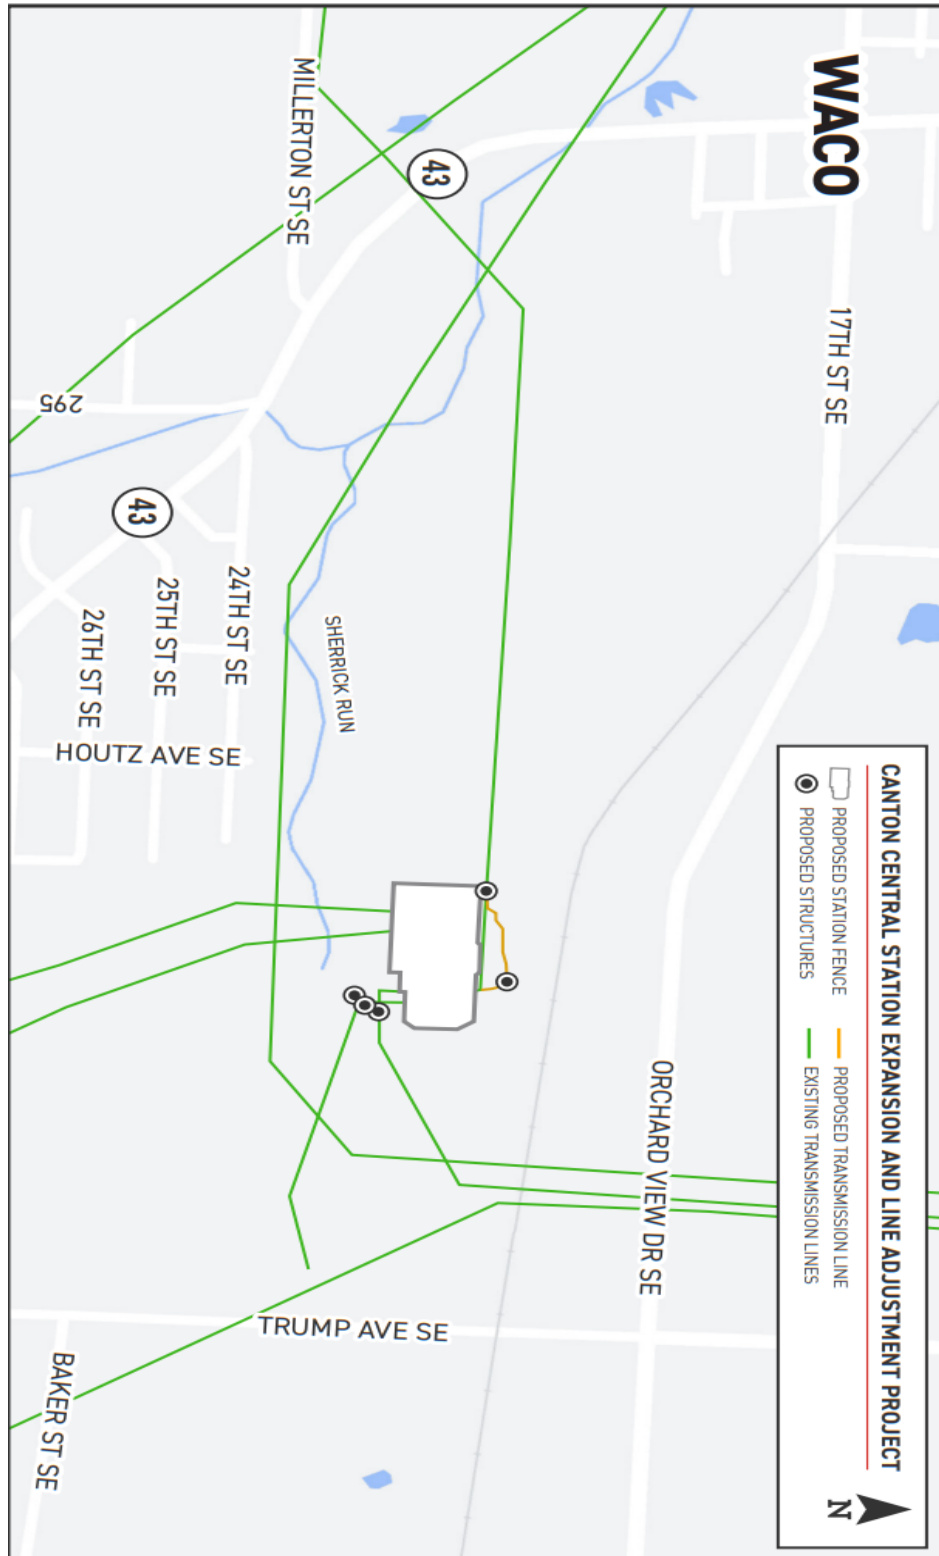 WACO
17TH ST SE
MILLERTON ST SE
43
295
43
24TH ST SE
25TH ST SE
26TH ST SE
HOUTZ AVE SE
SHERRICK RUN
ORCHARD VIEW DR SE
TRUMP AVE SE
BAKER ST SE
CANTON CENTRAL STATION EXPANSION AND LINE ADJUSTMENT PROJECT
PROPOSED STATION FENCE
PROPOSED TRANSMISSION LINE
PROPOSED STRUCTURES
EXISTING TRANSMISSION LINES
N